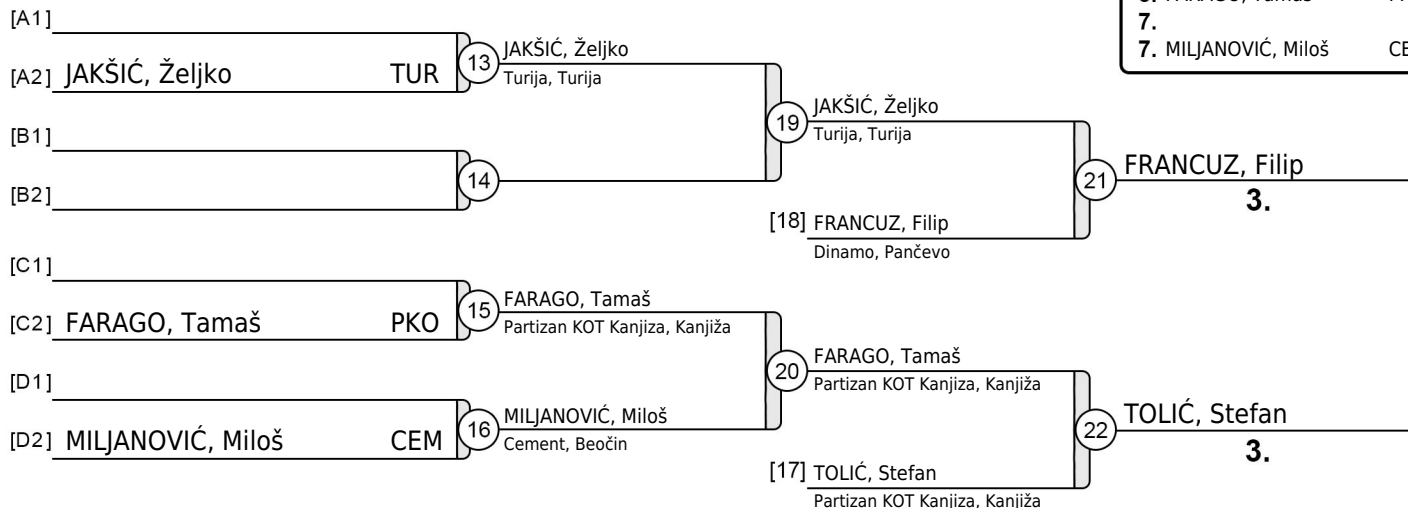 [A1]
[A2] JAKŠIĆ, Željko TUR
13
JAKŠIĆ, Željko
Turija, Turija
[B1]
[B2]
14
19
JAKŠIĆ, Željko
Turija, Turija
[18] FRANCUZ, Filip
Dinamo, Pančevo
21
FRANCUZ, Filip
3.
[C1]
[C2] FARAGO, Tamaš PKO
15
FARAGO, Tamaš
Partizan KOT Kanjiza, Kanjiža
[D1]
[D2] MILJANOVIĆ, Miloš CEM
16
MILJANOVIĆ, Miloš
Cement, Beočin
20
FARAGO, Tamaš
Partizan KOT Kanjiza, Kanjiža
[17] TOLIĆ, Stefan
Partizan KOT Kanjiza, Kanjiža
22
TOLIĆ, Stefan
3.
7.
7. MILJANOVIĆ, Miloš